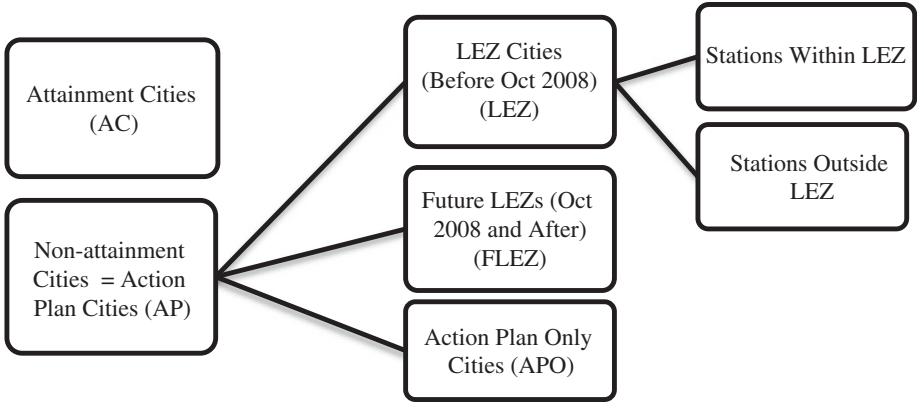 Attainment Cities
(AC)
Non-attainment
Cities = Action
Plan Cities (AP)
LEZ Cities
(Before Oct 2008)
(LEZ)
Future LEZs (Oct
2008 and After)
(FLEZ)
Action Plan Only
Cities (APO)
Stations Within LEZ
Stations Outside
LEZ